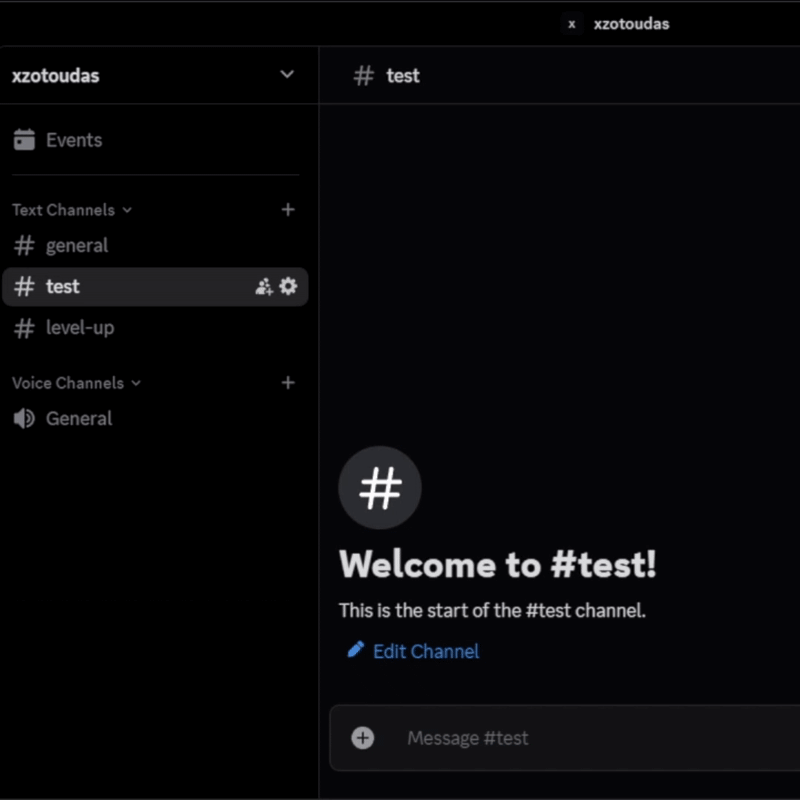 x xzotoudas
xzotoudas
# test
Events
Text Channels
# general
# test
# level-up
Voice Channels
General
#
Welcome to #test!
This is the start of the #test channel.
Edit Channel
Message #test